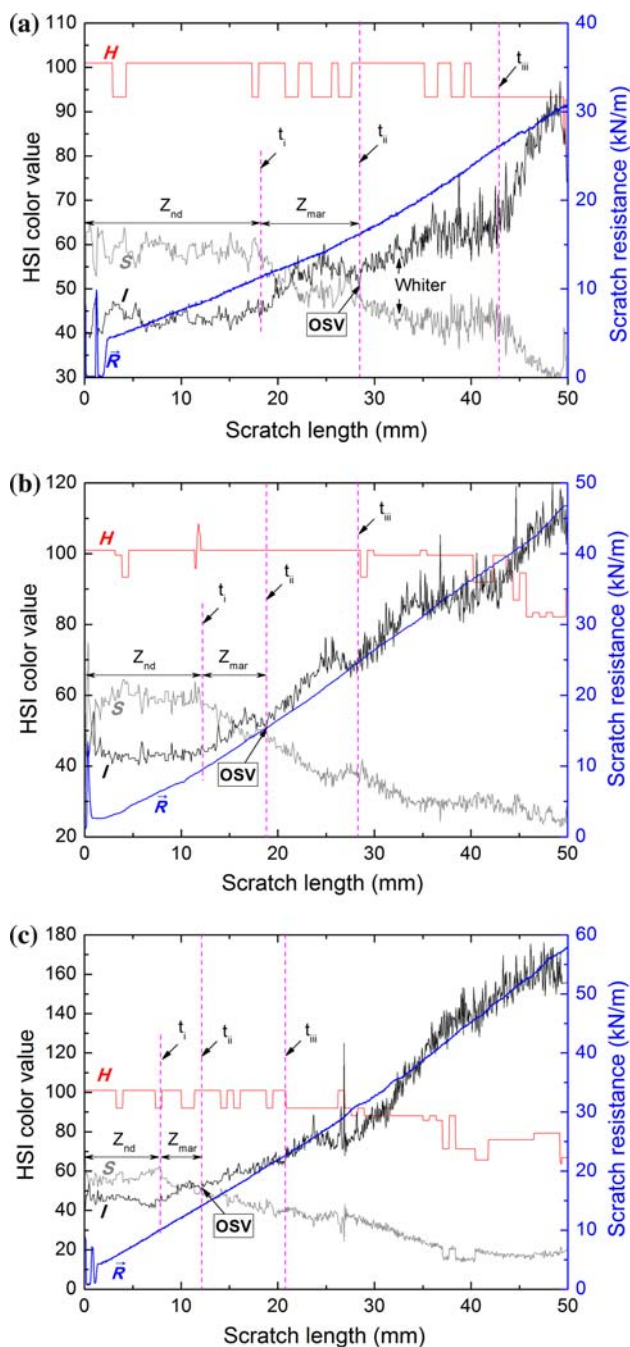 (a)
110
100
90
80
70
60
50
40
30
HSI color value
0
10
20
30
40
50
Scratch length (mm)
40
35
30
25
20
15
10
5
0
Scratch resistance (kN/m)
H
t_i
t_ii
t_iii
Z_nd
Z_mar
S
I
R⃗
OSV
Whiter
(b)
120
100
80
60
40
20
HSI color value
0
10
20
30
40
50
Scratch length (mm)
50
40
30
20
10
0
Scratch resistance (kN/m)
H
t_i
t_ii
t_iii
Z_nd
Z_mar
S
I
R⃗
OSV
(c)
180
160
140
120
100
80
60
40
20
0
HSI color value
0
10
20
30
40
50
Scratch length (mm)
60
50
40
30
20
10
0
Scratch resistance (kN/m)
H
t_i
t_ii
t_iii
Z_nd
Z_mar
S
I
R⃗
OSV